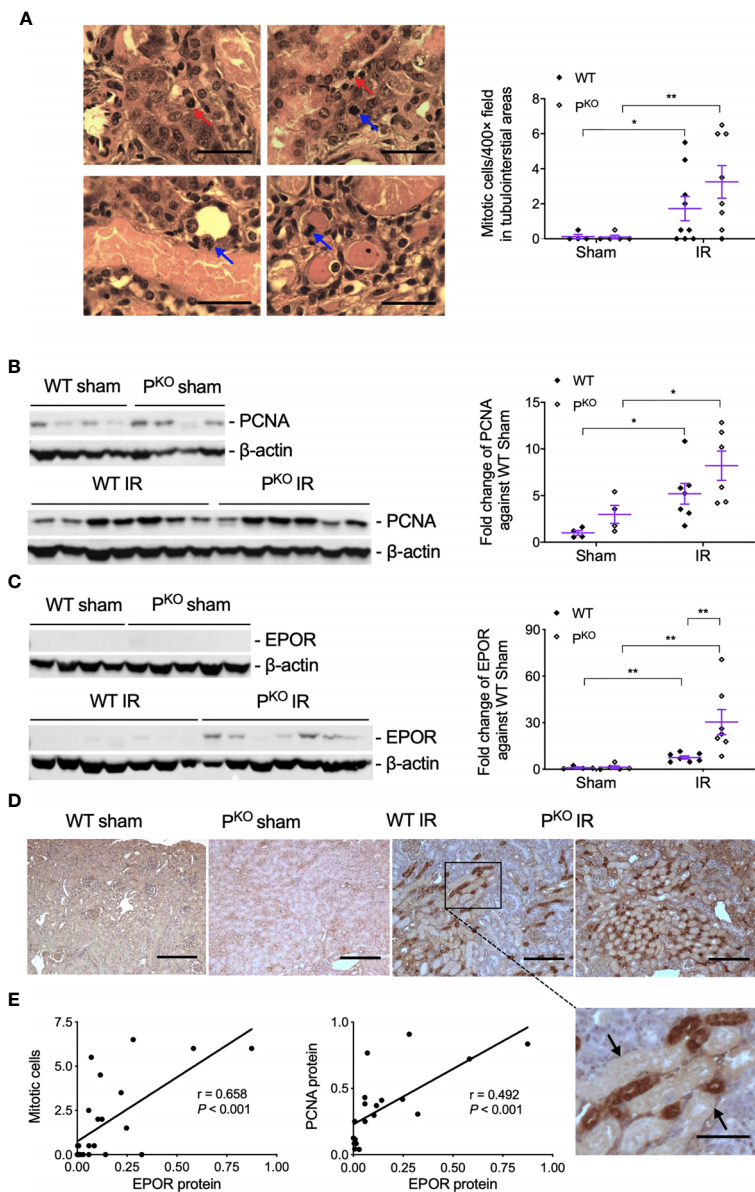 A
Mitotic cells/400× field
in tubulointerstial areas
WT
P^KO
**
*
8
6
4
2
0
Sham IR
B
WT sham P^KO sham
- PCNA
- β-actin
WT IR P^KO IR
- PCNA
- β-actin
Fold change of PCNA
against WT Sham
WT
P^KO
*
*
15
10
5
0
Sham IR
C
WT sham P^KO sham
- EPOR
- β-actin
WT IR P^KO IR
- EPOR
- β-actin
Fold change of EPOR
against WT Sham
WT
P^KO
**
**
**
90
60
30
0
Sham IR
D
WT sham P^KO sham WT IR P^KO IR
E
Mitotic cells
7.5
5.0
2.5
0.0
r = 0.658
P < 0.001
0.00 0.25 0.50 0.75 1.00
EPOR protein
PCNA protein
1.0
0.5
0.0
r = 0.492
P < 0.001
0.00 0.25 0.50 0.75 1.00
EPOR protein